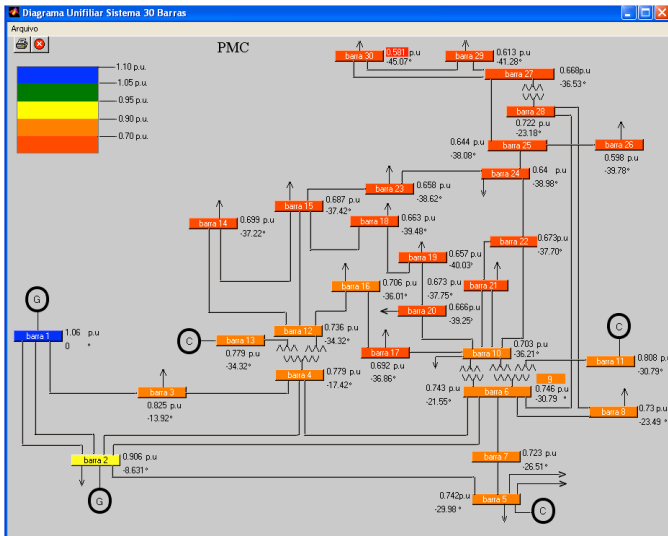 Diagrama Unifiliar Sistema 30 Barras
Arquivo
PMC
1.10 p.u.
1.05 p.u.
0.95 p.u.
0.90 p.u.
0.70 p.u.
barra 30
0.581 p.u
-45.07°
barra 29
0.613 p.u
-41.28°
barra 27
0.668p.u
-36.53°
barra 28
0.722 p.u
-23.18°
0.644 p.u
-38.08°
barra 25
barra 26
0.598 p.u
-39.78°
barra 24
0.64 p.u
-38.98°
barra 23
0.658 p.u
-38.62°
barra 15
0.687 p.u
-37.42°
barra 14
0.699 p.u
-37.22°
barra 18
0.663 p.u
-39.48°
barra 22
0.673p.u
-37.70°
barra 19
0.657 p.u
-40.03°
barra 16
0.706 p.u
-36.01°
0.673 p.u
-37.75°
barra 21
barra 20
0.666p.u
-39.25°
G
barra 1
1.06 p.u
0 °
C
barra 13
0.779 p.u
-34.32°
barra 12
0.736 p.u
-34.32°
barra 17
0.692 p.u
-36.86°
barra 10
0.703 p.u
-36.21°
C
barra 11
0.808 p.u
-30.79°
barra 4
0.779 p.u
-17.42°
9
0.746 p.u
-30.79 °
barra 3
0.825 p.u
-13.92°
0.743 p.u
-21.55°
barra 6
barra 8
0.73 p.u
-23.49 °
barra 2
0.906 p.u
-8.631°
G
barra 7
0.723 p.u
-26.51°
0.742p.u
-29.98°
barra 5
C